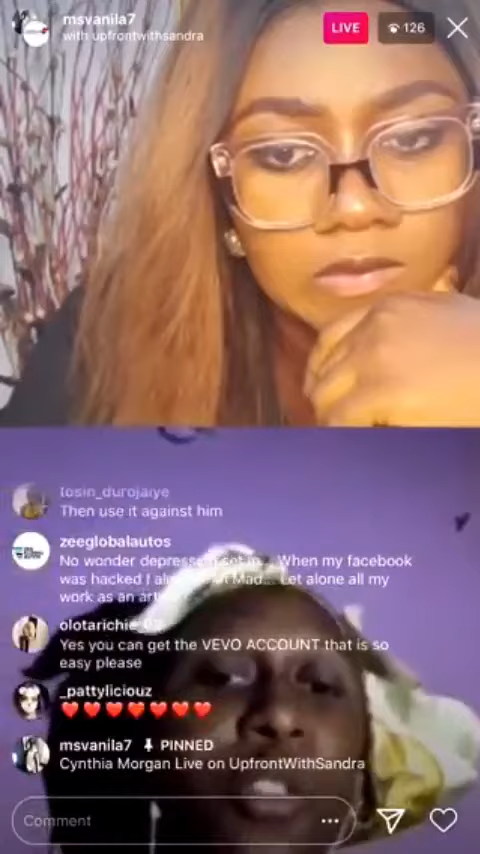 msvanila7
with upfrontwithsandra
LIVE
126
tosin_durojaiye
Then use it against him
zeeglobalautos
No wonder depression set in... When my facebook
was hacked I Mad... Let alone all my
work as an
olotarichie
Yes you can get the VEVO ACCOUNT that is so
easy please
_pattyliciouz
❤️❤️❤️❤️❤️❤️❤️
msvanila7 PINNED
Cynthia Morgan Live on UpfrontWithSandra
Comment